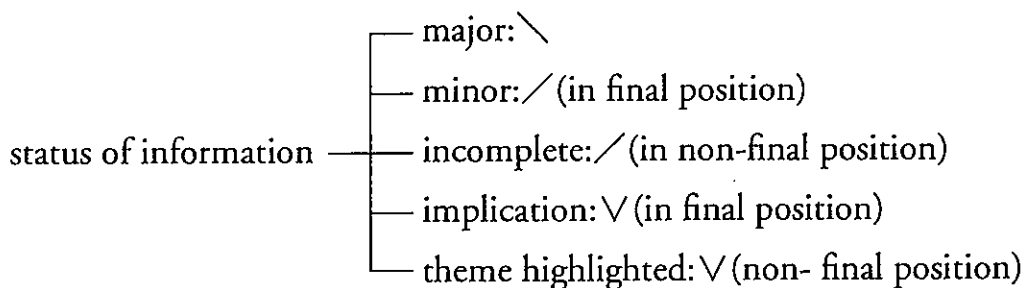 major:＼
minor:／(in final position)
status of information
incomplete:／(in non-final position)
implication:∨(in final position)
theme highlighted:∨(non- final position)